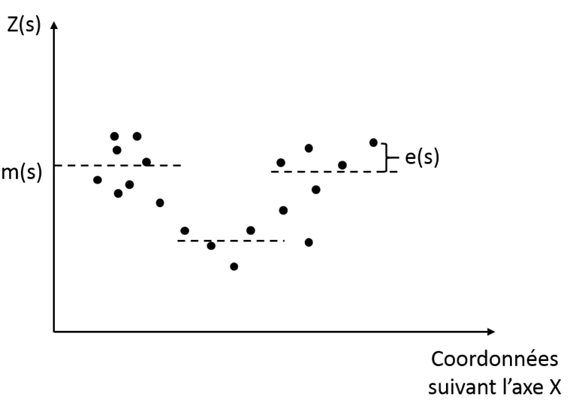 Z(s)
m(s)
e(s)
Coordonnées
suivant l'axe X